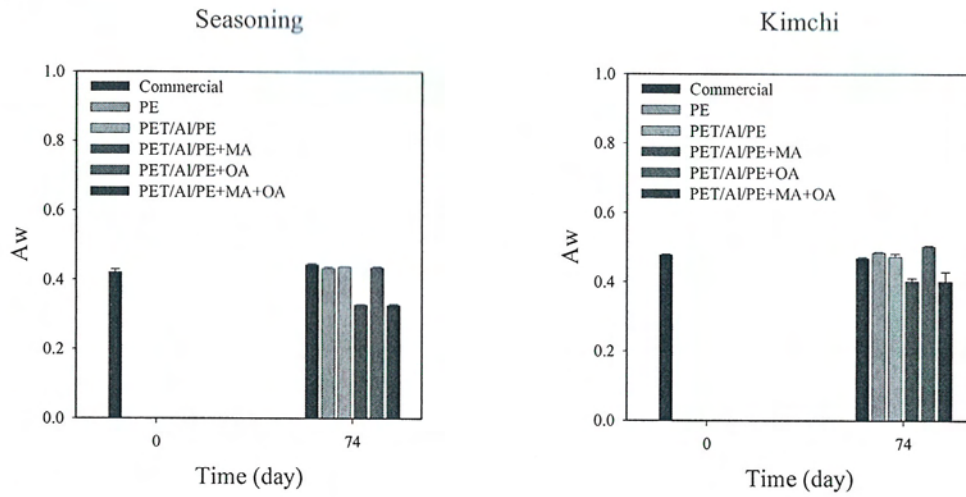 Seasoning
1.0
0.8
0.6
0.4
0.2
0.0
Aw
Commercial
PE
PET/Al/PE
PET/Al/PE+MA
PET/Al/PE+OA
PET/Al/PE+MA+OA
0
74
Time (day)
Kimchi
1.0
0.8
0.6
0.4
0.2
0.0
Aw
Commercial
PE
PET/Al/PE
PET/Al/PE+MA
PET/Al/PE+OA
PET/Al/PE+MA+OA
0
74
Time (day)